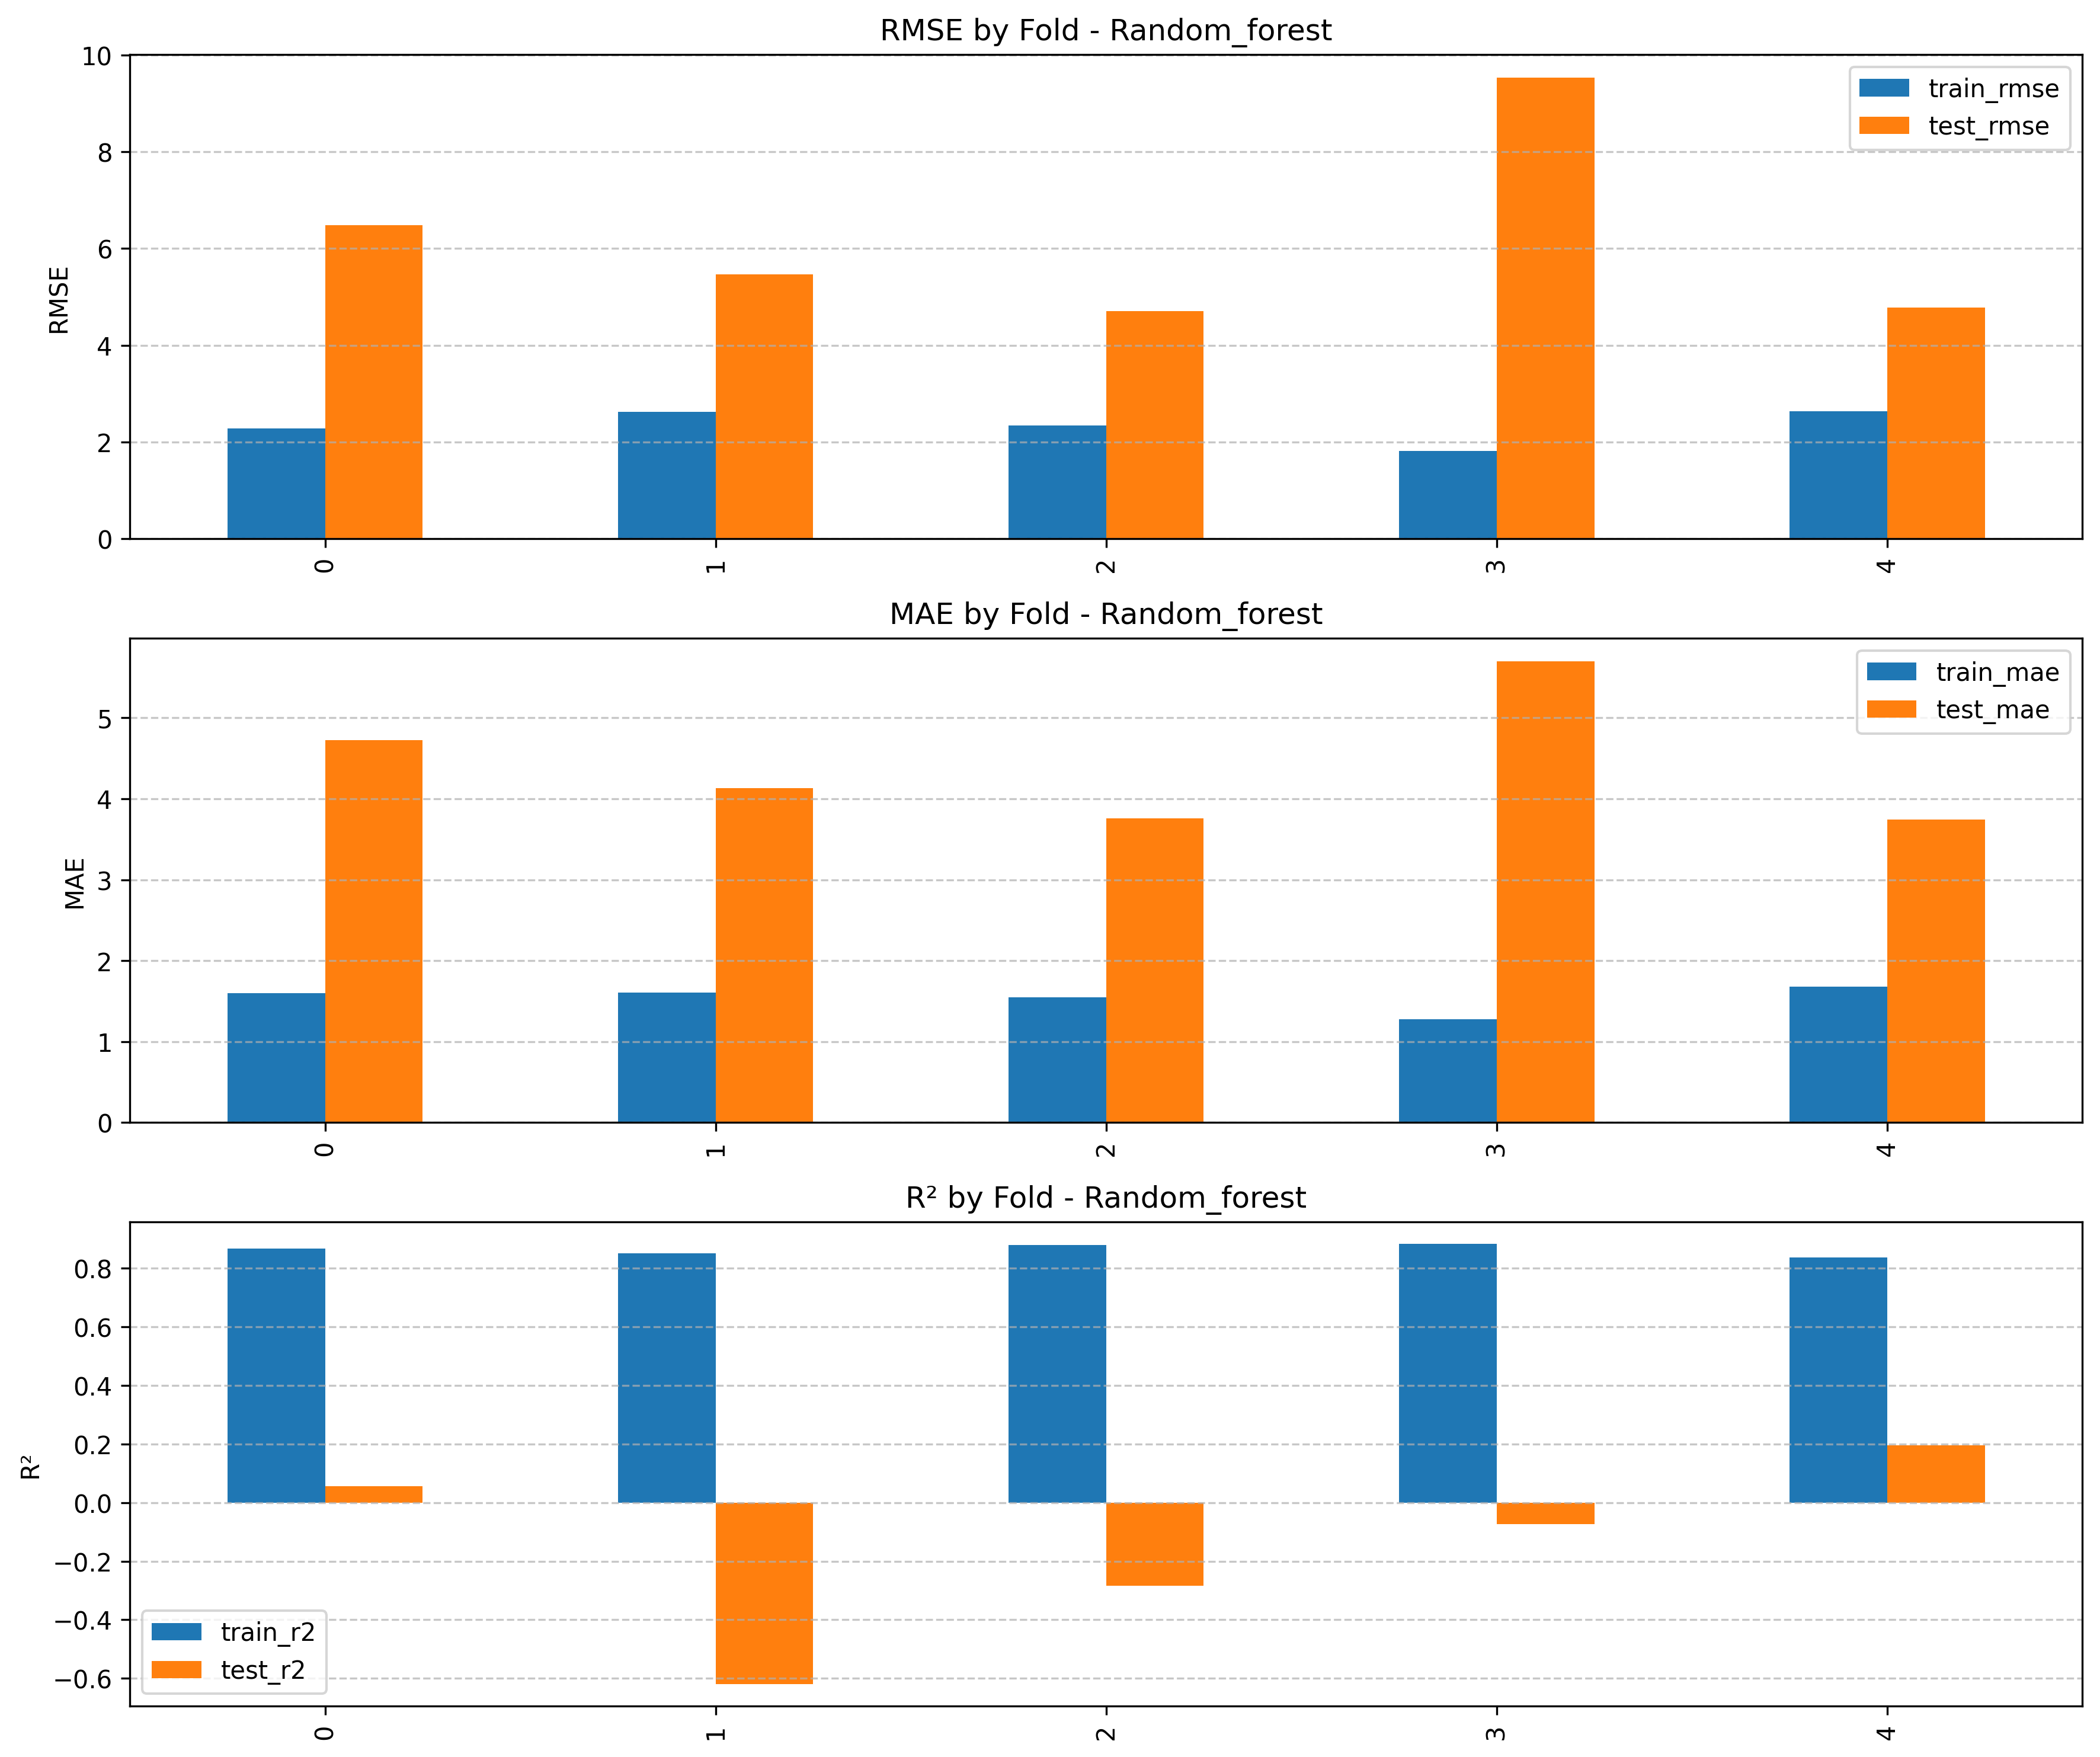 RMSE by Fold - Random_forest
10
8
6
4
2
0
RMSE
train_rmse
test_rmse
0 1 2 3 4
MAE by Fold - Random_forest
5
4
3
2
1
0
MAE
train_mae
test_mae
0 1 2 3 4
R² by Fold - Random_forest
0.8
0.6
0.4
0.2
0.0
−0.2
−0.4
−0.6
R²
train_r2
test_r2
0 1 2 3 4